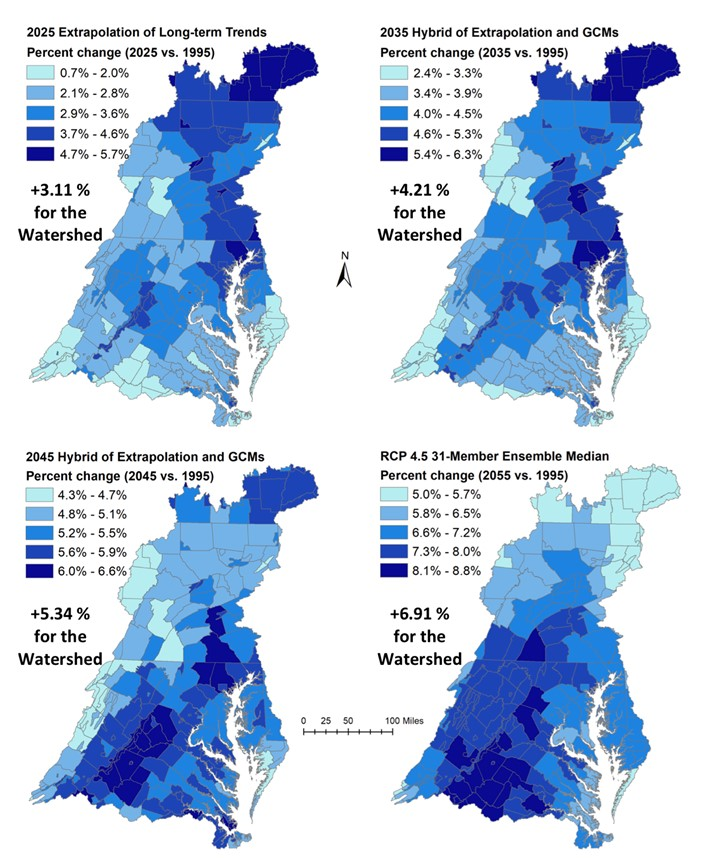 2025 Extrapolation of Long-term Trends
Percent change (2025 vs. 1995)
0.7% - 2.0%
2.1% - 2.8%
2.9% - 3.6%
3.7% - 4.6%
4.7% - 5.7%
+3.11 %
for the
Watershed
2035 Hybrid of Extrapolation and GCMs
Percent change (2035 vs. 1995)
2.4% - 3.3%
3.4% - 3.9%
4.0% - 4.5%
4.6% - 5.3%
5.4% - 6.3%
+4.21 %
for the
Watershed
N
2045 Hybrid of Extrapolation and GCMs
Percent change (2045 vs. 1995)
4.3% - 4.7%
4.8% - 5.1%
5.2% - 5.5%
5.6% - 5.9%
6.0% - 6.6%
+5.34 %
for the
Watershed
RCP 4.5 31-Member Ensemble Median
Percent change (2055 vs. 1995)
5.0% - 5.7%
5.8% - 6.5%
6.6% - 7.2%
7.3% - 8.0%
8.1% - 8.8%
+6.91 %
for the
Watershed
0 25 50 100 Miles